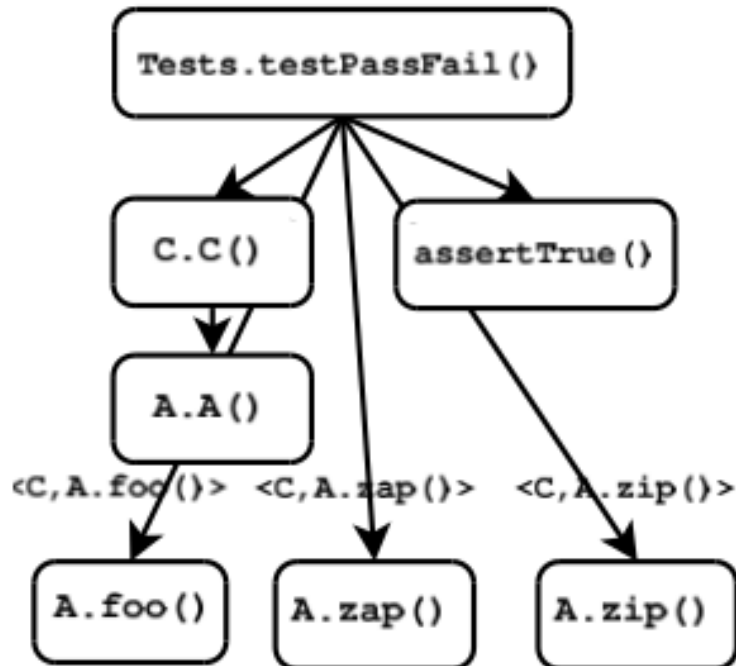 Tests.testPassFail()
C.C()
assertTrue()
A.A()
<C,A.foo()>
<C,A.zap()>
<C,A.zip()>
A.foo()
A.zap()
A.zip()